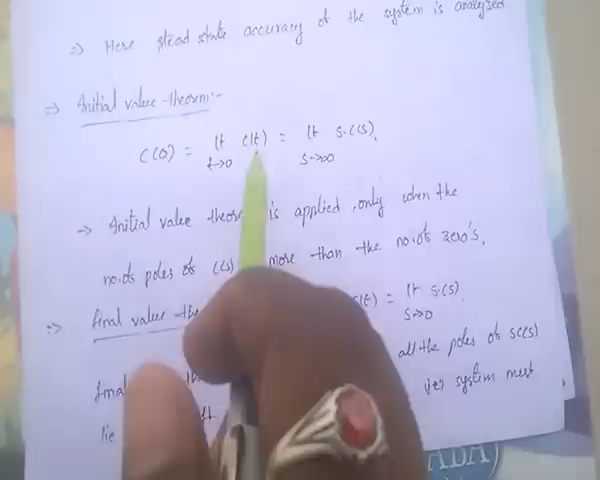 => Here stead state accuracy of the system is analysed
=> Initial value theorem:-
C(0) = lt c(t) = lt s.c(s).
t->0 s->∞
-> Initial value theor is applied, only when the
no.of poles of C(s) more than the no.of zero's.
=> final value the (t) = lt s.c(s).
s->0
all the poles of sc(s)
system must
lie